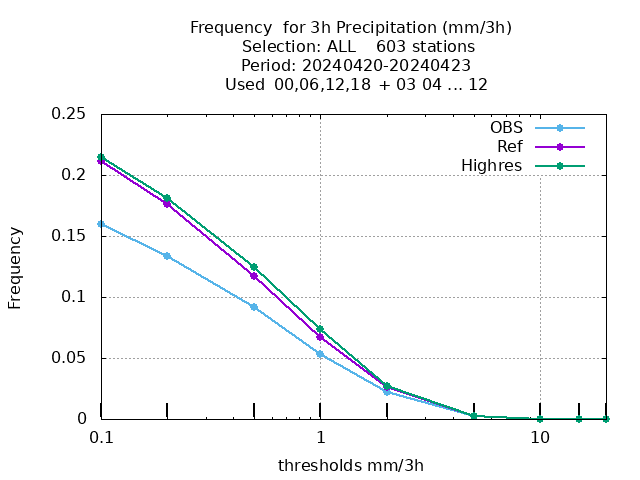 Frequency  for 3h Precipitation (mm/3h)
Selection: ALL    603 stations
Period: 20240420-20240423
Used  00,06,12,18 + 03 04 ... 12
0.25
0.2
0.15
0.1
0.05
0
Frequency
OBS
Ref
Highres
0.1
1
10
thresholds mm/3h